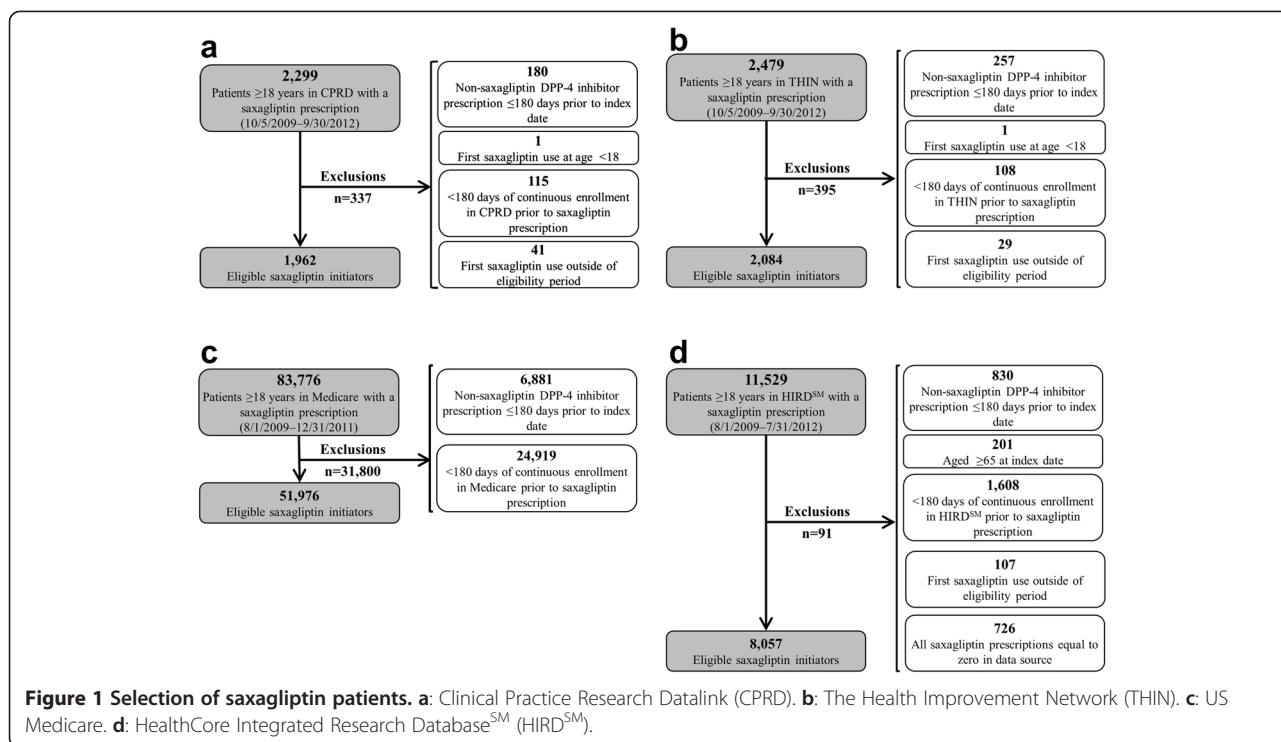 a
2,299
Patients ≥18 years in CPRD with a
saxagliptin prescription
(10/5/2009–9/30/2012)
Exclusions
n=337
1,962
Eligible saxagliptin initiators
180
Non-saxagliptin DPP-4 inhibitor
prescription ≤180 days prior to index
date
1
First saxagliptin use at age <18
115
<180 days of continuous enrollment
in CPRD prior to saxagliptin
prescription
41
First saxagliptin use outside of
eligibility period
b
2,479
Patients ≥18 years in THIN with a
saxagliptin prescription
(10/5/2009–9/30/2012)
Exclusions
n=395
2,084
Eligible saxagliptin initiators
257
Non-saxagliptin DPP-4 inhibitor
prescription ≤180 days prior to index
date
1
First saxagliptin use at age <18
108
<180 days of continuous enrollment
in THIN prior to saxagliptin
prescription
29
First saxagliptin use outside of
eligibility period
c
83,776
Patients ≥18 years in Medicare with a
saxagliptin prescription
(8/1/2009–12/31/2011)
Exclusions
n=31,800
51,976
Eligible saxagliptin initiators
6,881
Non-saxagliptin DPP-4 inhibitor
prescription ≤180 days prior to index
date
24,919
<180 days of continuous enrollment
in Medicare prior to saxagliptin
prescription
d
11,529
Patients ≥18 years in HIRD^SM with a
saxagliptin prescription
(8/1/2009–7/31/2012)
Exclusions
n=91
8,057
Eligible saxagliptin initiators
830
Non-saxagliptin DPP-4 inhibitor
prescription ≤180 days prior to index
date
201
Aged ≥65 at index date
1,608
<180 days of continuous enrollment
in HIRD^SM prior to saxagliptin
prescription
107
First saxagliptin use outside of
eligibility period
726
All saxagliptin prescriptions equal to
zero in data source
Figure 1 Selection of saxagliptin patients. a: Clinical Practice Research Datalink (CPRD). b: The Health Improvement Network (THIN). c: US
Medicare. d: HealthCore Integrated Research Database^SM (HIRD^SM).